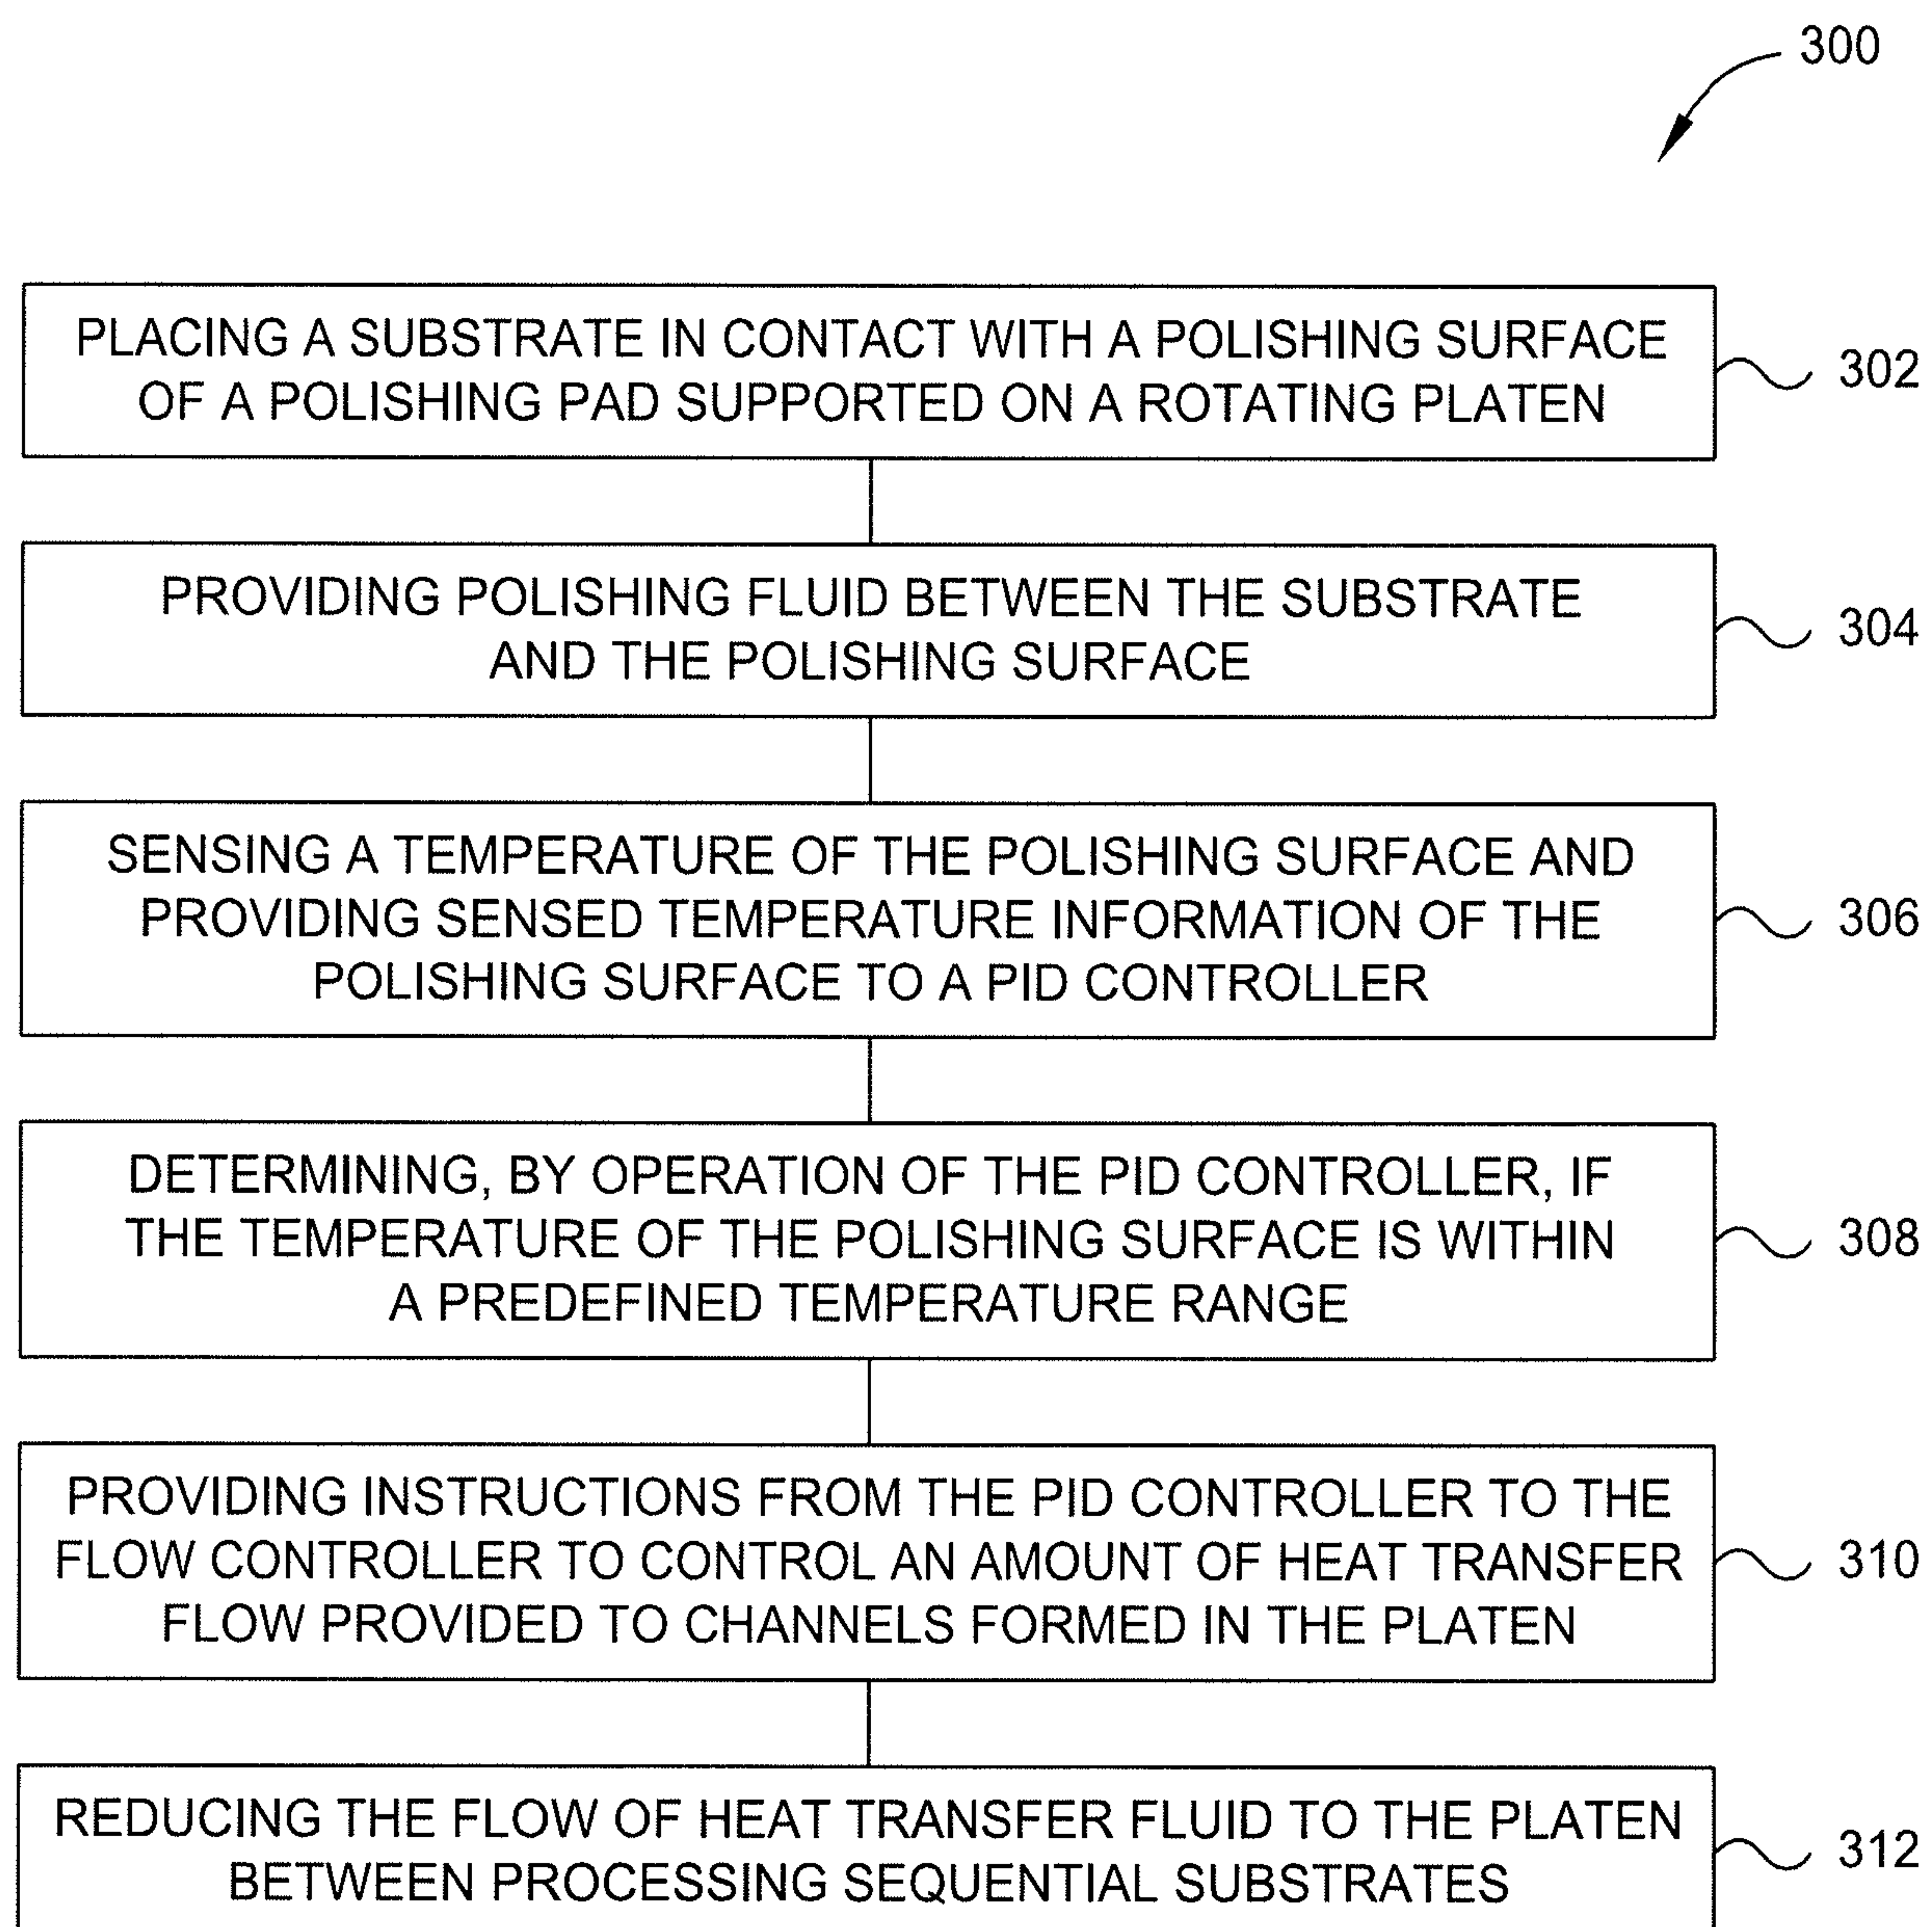 300
PLACING A SUBSTRATE IN CONTACT WITH A POLISHING SURFACE
OF A POLISHING PAD SUPPORTED ON A ROTATING PLATEN
302
PROVIDING POLISHING FLUID BETWEEN THE SUBSTRATE
AND THE POLISHING SURFACE
304
SENSING A TEMPERATURE OF THE POLISHING SURFACE AND
PROVIDING SENSED TEMPERATURE INFORMATION OF THE
POLISHING SURFACE TO A PID CONTROLLER
306
DETERMINING, BY OPERATION OF THE PID CONTROLLER, IF
THE TEMPERATURE OF THE POLISHING SURFACE IS WITHIN
A PREDEFINED TEMPERATURE RANGE
308
PROVIDING INSTRUCTIONS FROM THE PID CONTROLLER TO THE
FLOW CONTROLLER TO CONTROL AN AMOUNT OF HEAT TRANSFER
FLOW PROVIDED TO CHANNELS FORMED IN THE PLATEN
310
REDUCING THE FLOW OF HEAT TRANSFER FLUID TO THE PLATEN
BETWEEN PROCESSING SEQUENTIAL SUBSTRATES
312